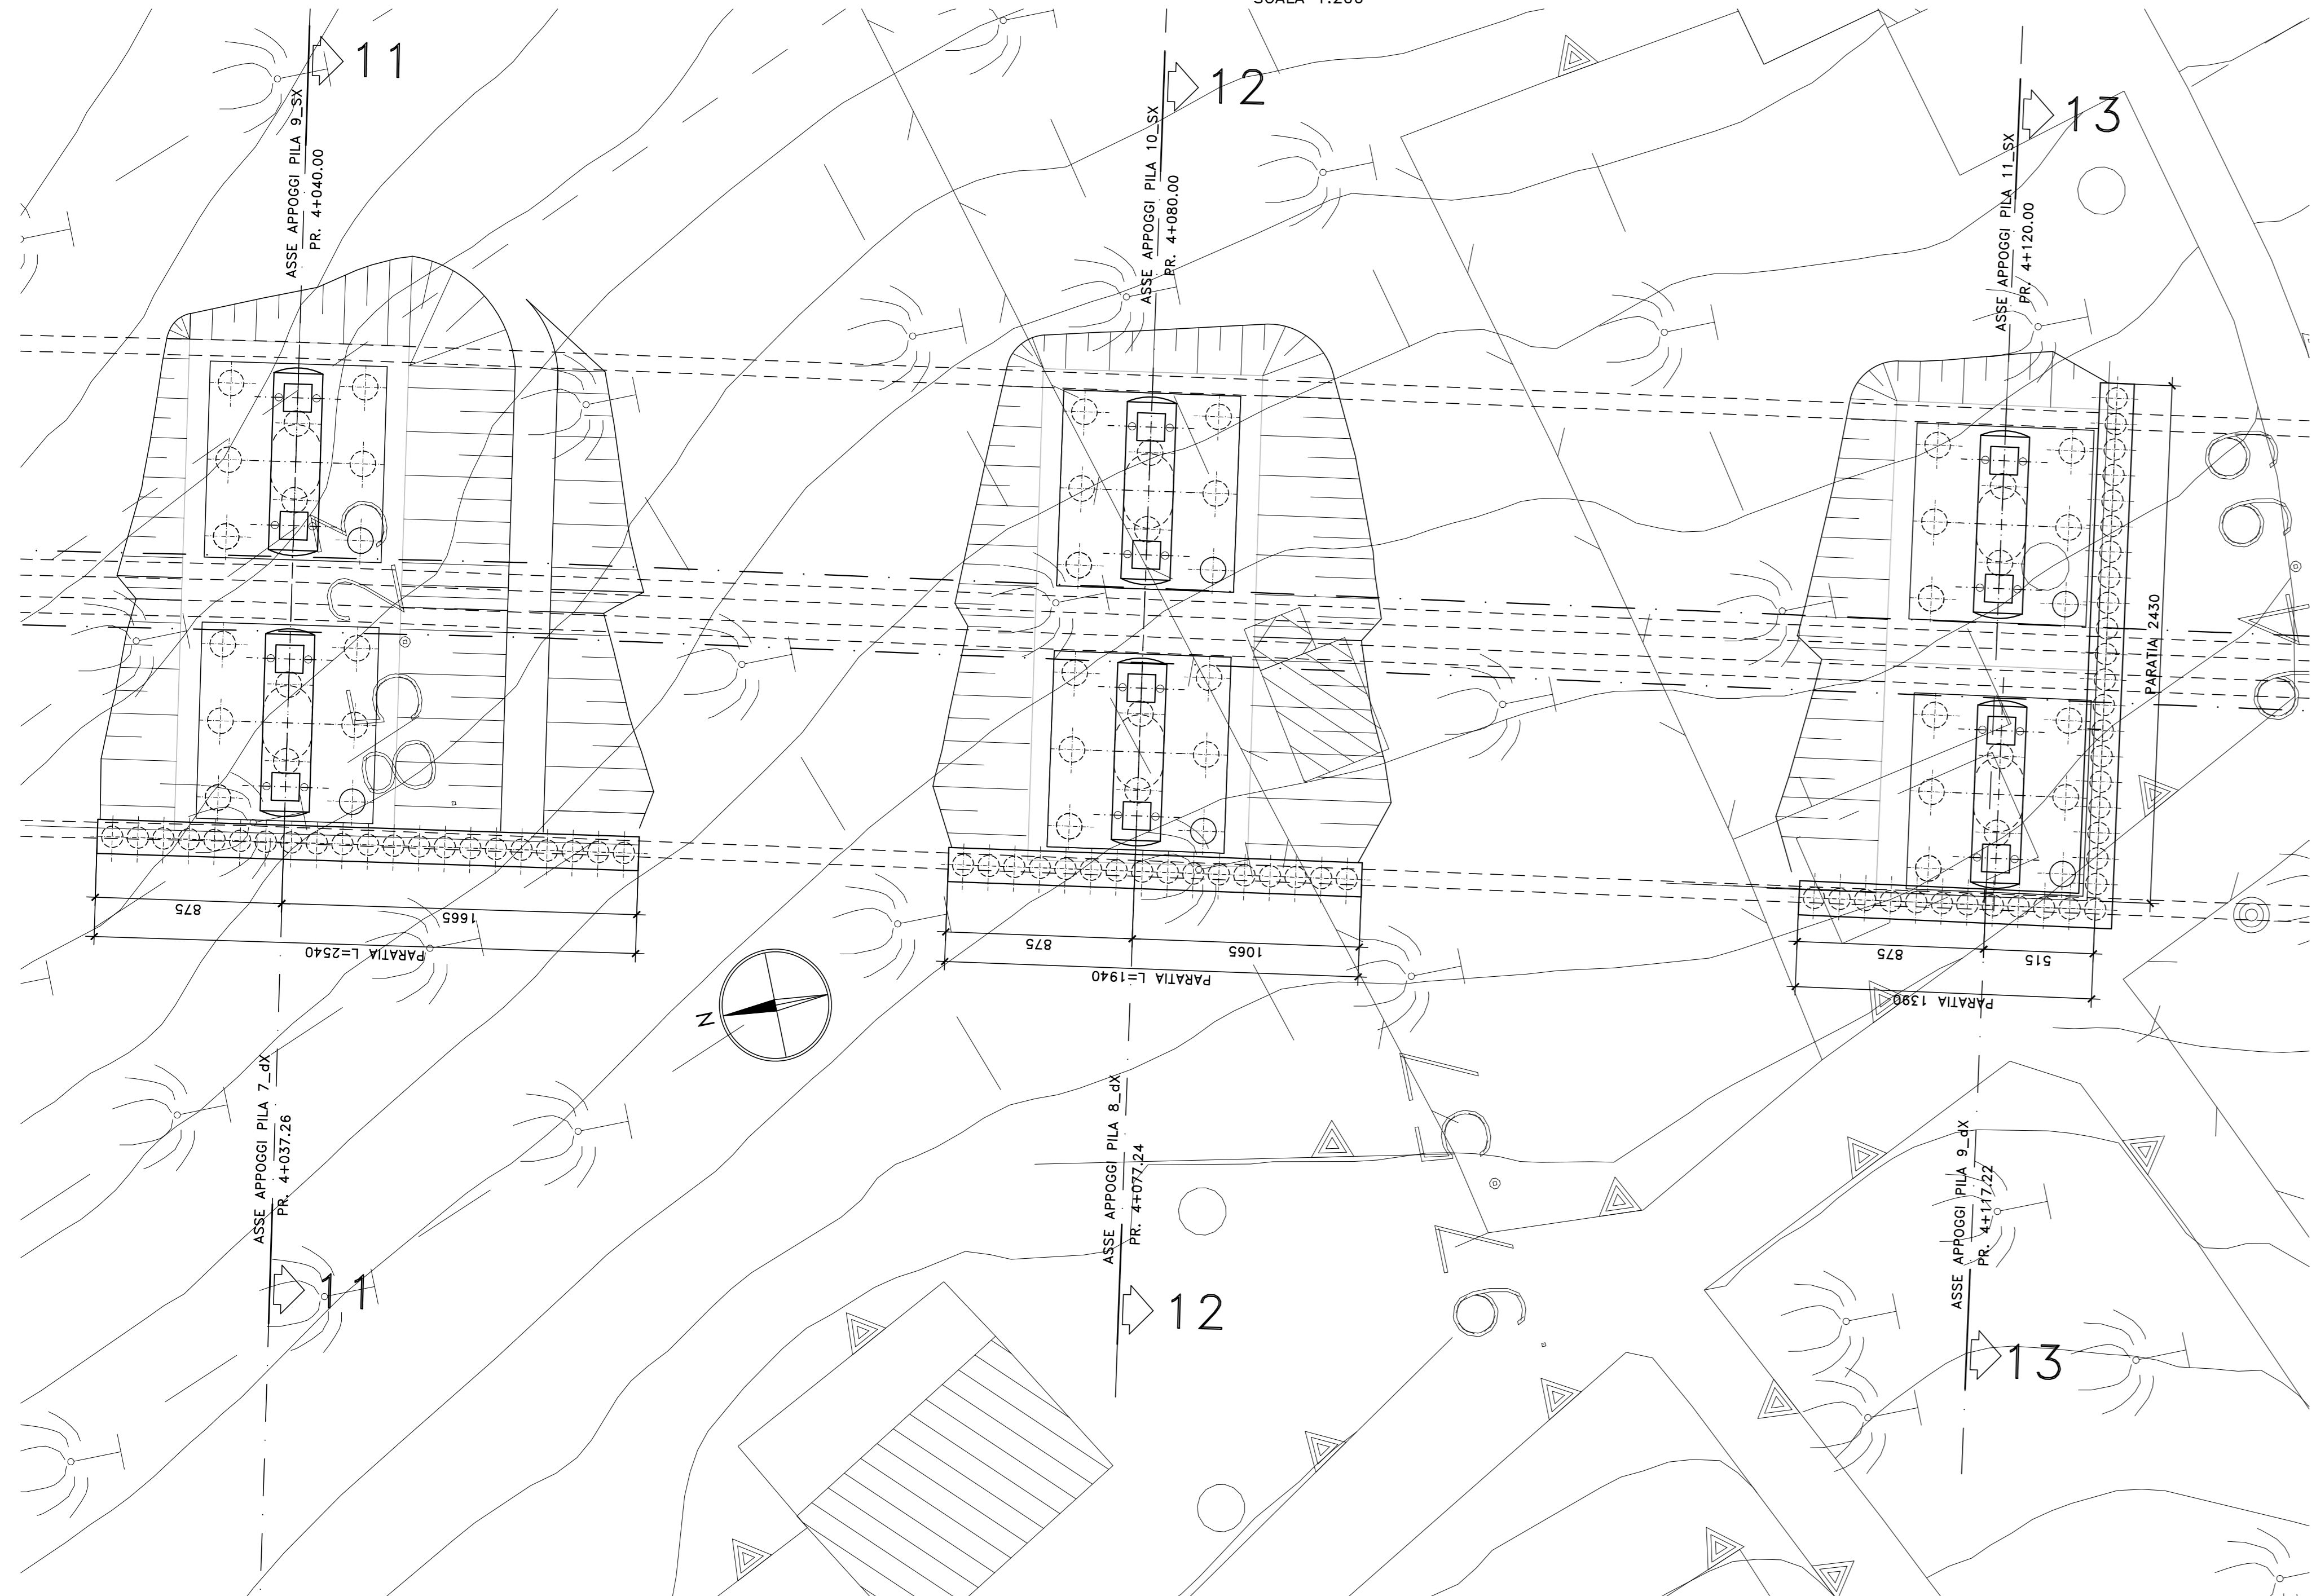 SCALA 1:200
11
12
13
ASSE APPOGGI PILA 9_SX
PR. 4+040.00
ASSE APPOGGI PILA 10_SX
PR. 4+080.00
ASSE APPOGGI PILA 11_SX
PR. 4+120.00
PARATIA 2430
875
1665
PARATIA L=2540
875
1065
PARATIA L=1940
875
515
PARATIA 1390
N
ASSE APPOGGI PILA 7_dX
PR. 4+037.26
ASSE APPOGGI PILA 8_dX
PR. 4+077.24
ASSE APPOGGI PILA 9_dX
PR. 4+117.22
11
12
13